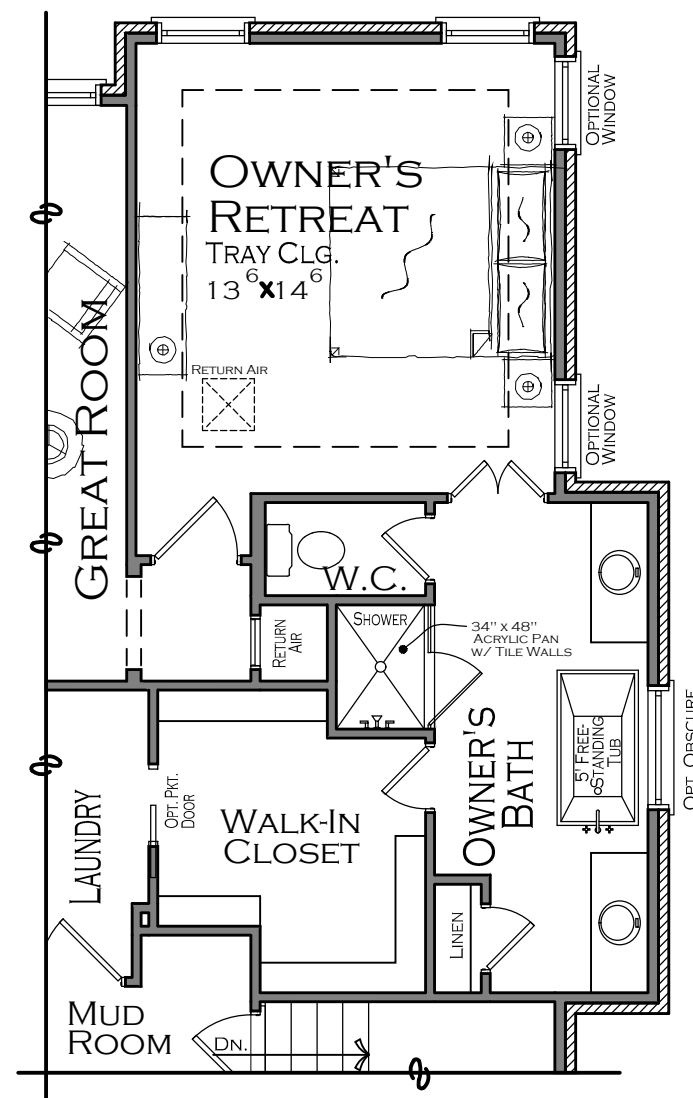 OPTIONAL
WINDOW
OWNER'S
RETREAT
TRAY CLG.
13⁶ x 14⁶
RETURN AIR
GREAT ROOM
OPTIONAL
WINDOW
W.C.
SHOWER
34" X 48"
ACRYLIC PAN
W/ TILE WALLS
RETURN
AIR
OWNER'S
BATH
5' FREE-
STANDING
TUB
OPT. OBSCURE
LAUNDRY
OPT. PKT.
DOOR
WALK-IN
CLOSET
LINEN
MUD
ROOM
DN.